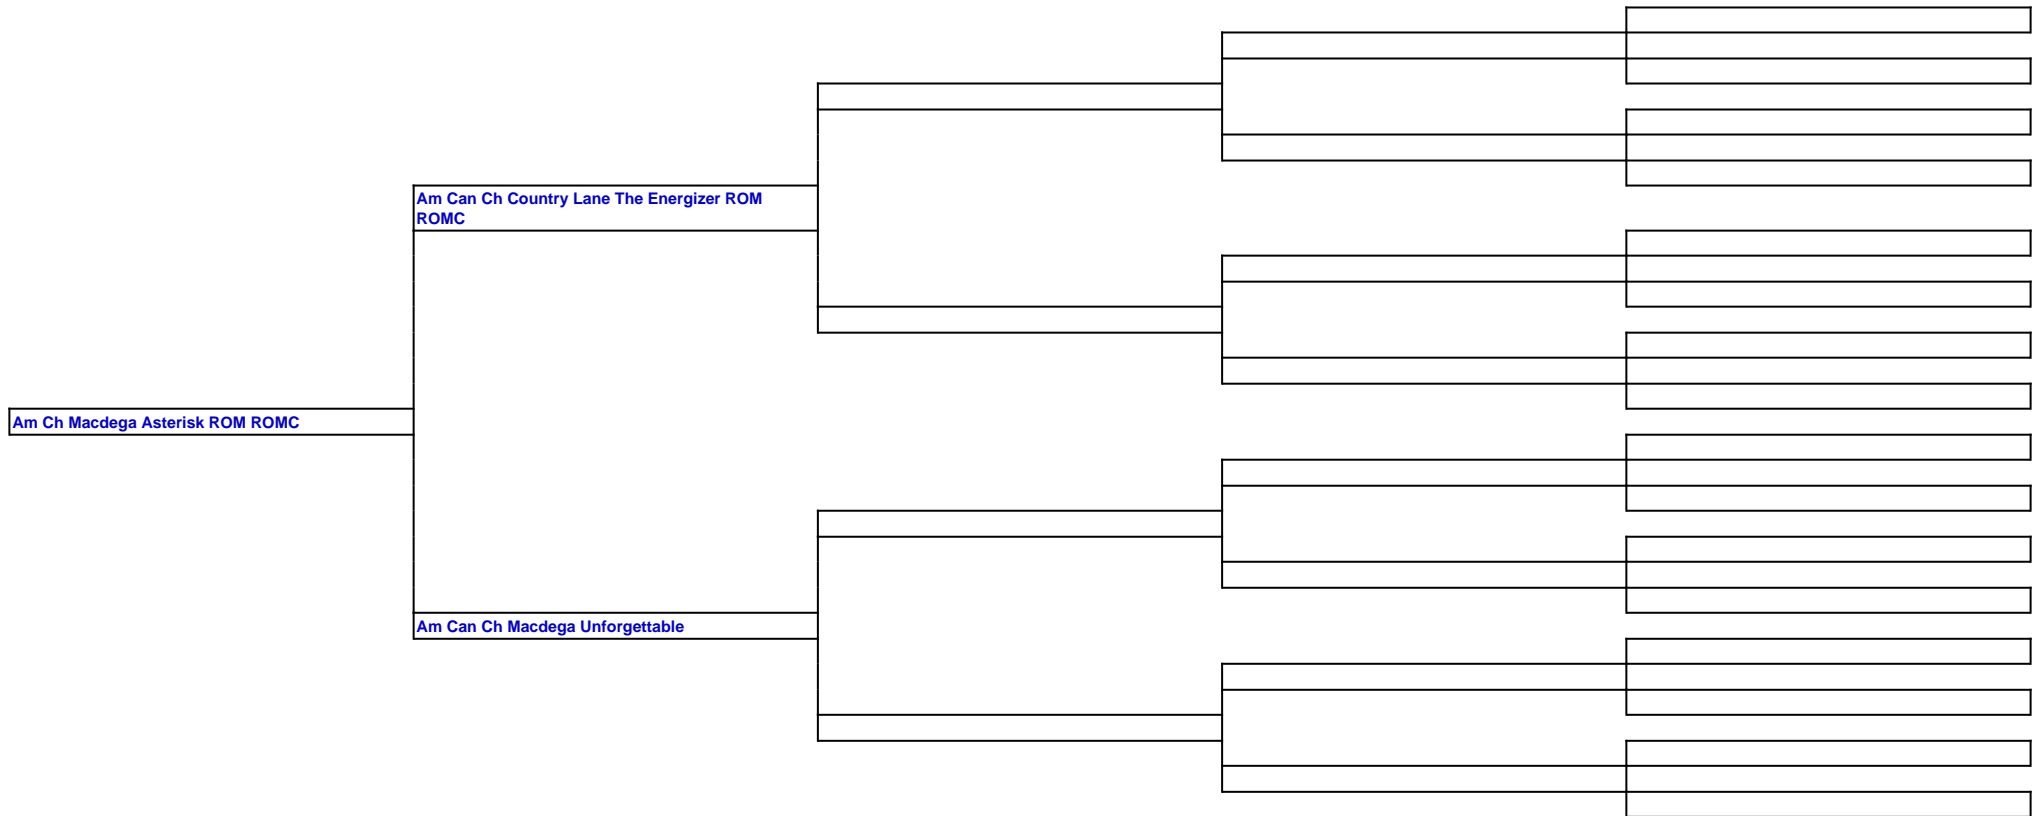 Am Can Ch Country Lane The Energizer ROM
ROMC
Am Ch Macdega Asterisk ROM ROMC
Am Can Ch Macdega Unforgettable